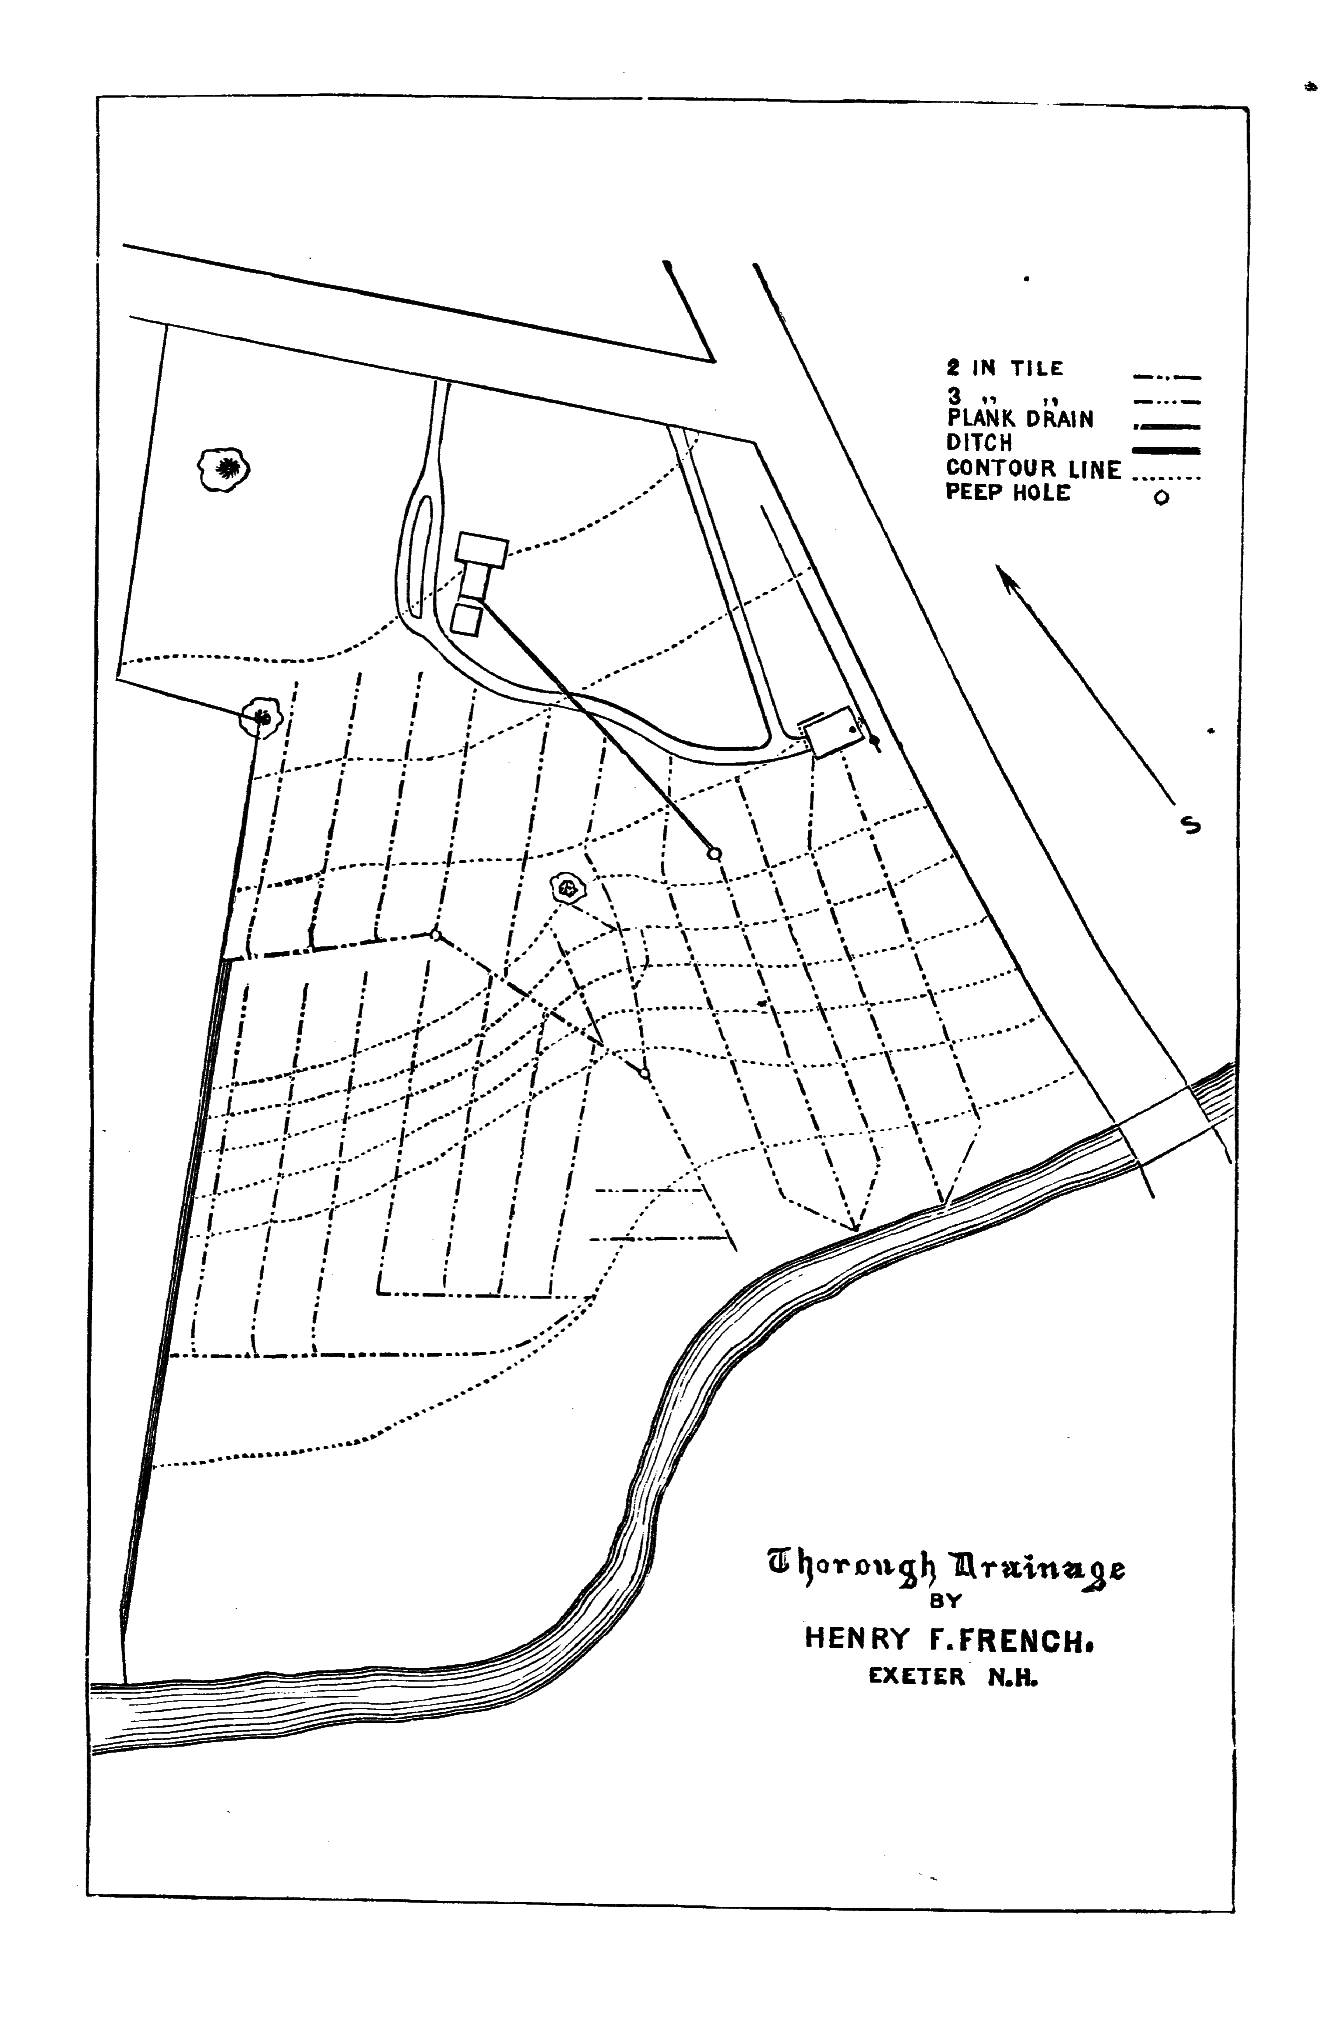 2 IN TILE
3 " "
PLANK DRAIN
DITCH
CONTOUR LINE
PEEP HOLE
S
Thorough Drainage
BY
HENRY F. FRENCH.
EXETER N.H.